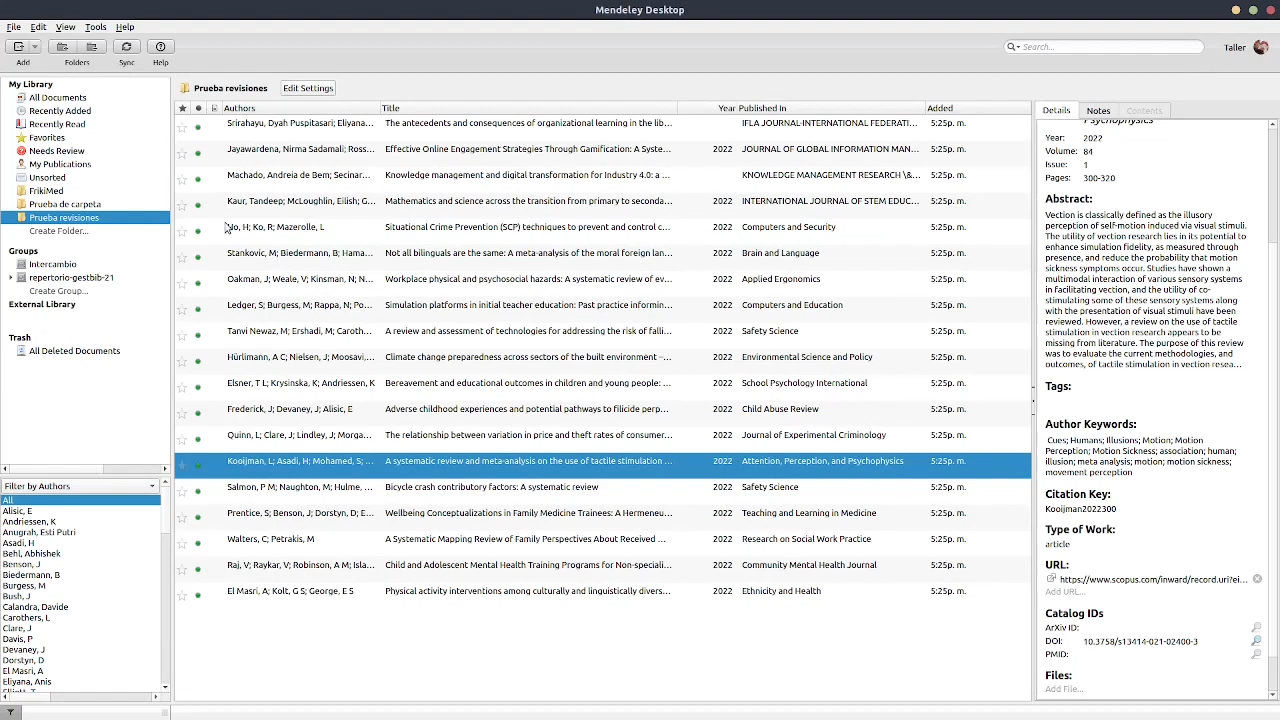 Mendeley Desktop
File Edit View Tools Help
Add Folders Sync Help
Search...
Taller
My Library
All Documents
Recently Added
Recently Read
Favorites
Needs Review
My Publications
Unsorted
FrikiMed
Prueba de carpeta
Prueba revisiones
Create Folder...
Groups
Intercambio
repertorio-gestbib-21
Create Group...
External Library
Trash
All Deleted Documents
Filter by Authors
All
Alisic, E
Andriessen, K
Anugrah, Esti Putri
Asadi, H
Behl, Abhishek
Benson, J
Biedermann, B
Burgess, M
Bush, J
Calandra, Davide
Carothers, L
Clare, J
Davis, P
Devaney, J
Dorstyn, D
El Masri, A
Eliyana, Anis
Elliott, T
Prueba revisiones Edit Settings
Authors Title Year Published In Added
Srirahayu, Dyah Puspitasari; Eliyana... The antecedents and consequences of organizational learning in the lib... IFLA JOURNAL-INTERNATIONAL FEDERATI... 5:25p. m.
Jayawardena, Nirma Sadamali; Ross... Effective Online Engagement Strategies Through Gamification: A Syste... 2022 JOURNAL OF GLOBAL INFORMATION MAN... 5:25p. m.
Machado, Andreia de Bem; Secinar... Knowledge management and digital transformation for Industry 4.0: a ... KNOWLEDGE MANAGEMENT RESEARCH \&... 5:25p. m.
Kaur, Tandeep; McLoughlin, Eilish; G... Mathematics and science across the transition from primary to seconda... 2022 INTERNATIONAL JOURNAL OF STEM EDUC... 5:25p. m.
Ho, H; Ko, R; Mazerolle, L Situational Crime Prevention (SCP) techniques to prevent and control c... 2022 Computers and Security 5:25p. m.
Stankovic, M; Biedermann, B; Hama... Not all bilinguals are the same: A meta-analysis of the moral foreign lan... 2022 Brain and Language 5:25p. m.
Oakman, J; Weale, V; Kinsman, N; N... Workplace physical and psychosocial hazards: A systematic review of ev... 2022 Applied Ergonomics 5:25p. m.
Ledger, S; Burgess, M; Rappa, N; Po... Simulation platforms in initial teacher education: Past practice informin... 2022 Computers and Education 5:25p. m.
Tanvi Newaz, M; Ershadi, M; Caroth... A review and assessment of technologies for addressing the risk of falli... 2022 Safety Science 5:25p. m.
Hürlimann, A C; Nielsen, J; Moosavi,... Climate change preparedness across sectors of the built environment –... 2022 Environmental Science and Policy 5:25p. m.
Elsner, T L; Krysinska, K; Andriessen, K Bereavement and educational outcomes in children and young people: ... 2022 School Psychology International 5:25p. m.
Frederick, J; Devaney, J; Alisic, E Adverse childhood experiences and potential pathways to filicide perp... 2022 Child Abuse Review 5:25p. m.
Quinn, L; Clare, J; Lindley, J; Morga... The relationship between variation in price and theft rates of consumer... 2022 Journal of Experimental Criminology 5:25p. m.
Kooijman, L; Asadi, H; Mohamed, S; ... A systematic review and meta-analysis on the use of tactile stimulation ... 2022 Attention, Perception, and Psychophysics 5:25p. m.
Salmon, P M; Naughton, M; Hulme, ... Bicycle crash contributory factors: A systematic review 2022 Safety Science 5:25p. m.
Prentice, S; Benson, J; Dorstyn, D; E... Wellbeing Conceptualizations in Family Medicine Trainees: A Hermeneu... 2022 Teaching and Learning in Medicine 5:25p. m.
Walters, C; Petrakis, M A Systematic Mapping Review of Family Perspectives About Received ... 2022 Research on Social Work Practice 5:25p. m.
Raj, V; Raykar, V; Robinson, A M; Isla... Child and Adolescent Mental Health Training Programs for Non-speciali... 2022 Community Mental Health Journal 5:25p. m.
El Masri, A; Kolt, G S; George, E S Physical activity interventions among culturally and linguistically divers... 2022 Ethnicity and Health 5:25p. m.
Details Notes Contents
Psychophysics
Year: 2022
Volume: 84
Issue: 1
Pages: 300-320
Abstract:
Vection is classically defined as the illusory
perception of self-motion induced via visual stimuli.
The utility of vection research lies in its potential to
enhance simulation fidelity, as measured through
presence, and reduce the probability that motion
sickness symptoms occur. Studies have shown a
multimodal interaction of various sensory systems
in facilitating vection, and the utility of co-
stimulating some of these sensory systems along
with the presentation of visual stimuli have been
reviewed. However, a review on the use of tactile
stimulation in vection research appears to be
missing from literature. The purpose of this review
was to evaluate the current methodologies, and
outcomes, of tactile stimulation in vection resea...
Tags:
Author Keywords:
Cues; Humans; Illusions; Motion; Motion
Perception; Motion Sickness; association; human;
illusion; meta analysis; motion; motion sickness;
movement perception
Citation Key:
Kooijman2022300
Type of Work:
article
URL:
https://www.scopus.com/inward/record.uri?ei...
Add URL...
Catalog IDs
ArXiv ID:
DOI: 10.3758/s13414-021-02400-3
PMID:
Files:
Add File...